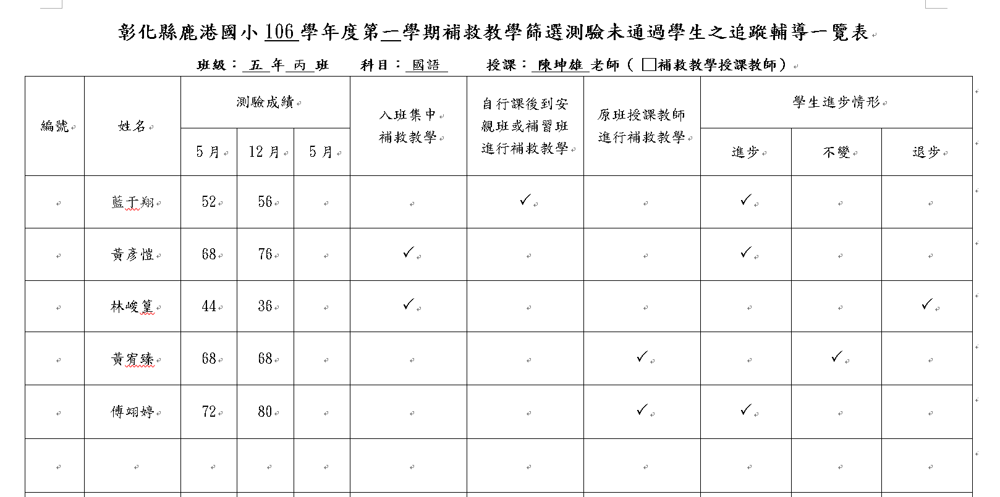 彰化縣鹿港國小 106 學年度第一學期補救教學篩選測驗未通過學生之追蹤輔導一覽表
班級： 五 年 丙 班 科目： 國語 授課： 陳坤雄 老師（ □補救教學授課教師）
編號 姓名 測驗成績 入班集中補救教學 自行課後到安親班或補習班進行補救教學 原班授課教師進行補救教學 學生進步情形
5 月 12 月 5 月 進步 不變 退步
藍于翔 52 56 ✓ ✓
黃彥愷 68 76 ✓ ✓
林峻篁 44 36 ✓ ✓
黃宥臻 68 68 ✓ ✓
傅翊婷 72 80 ✓ ✓